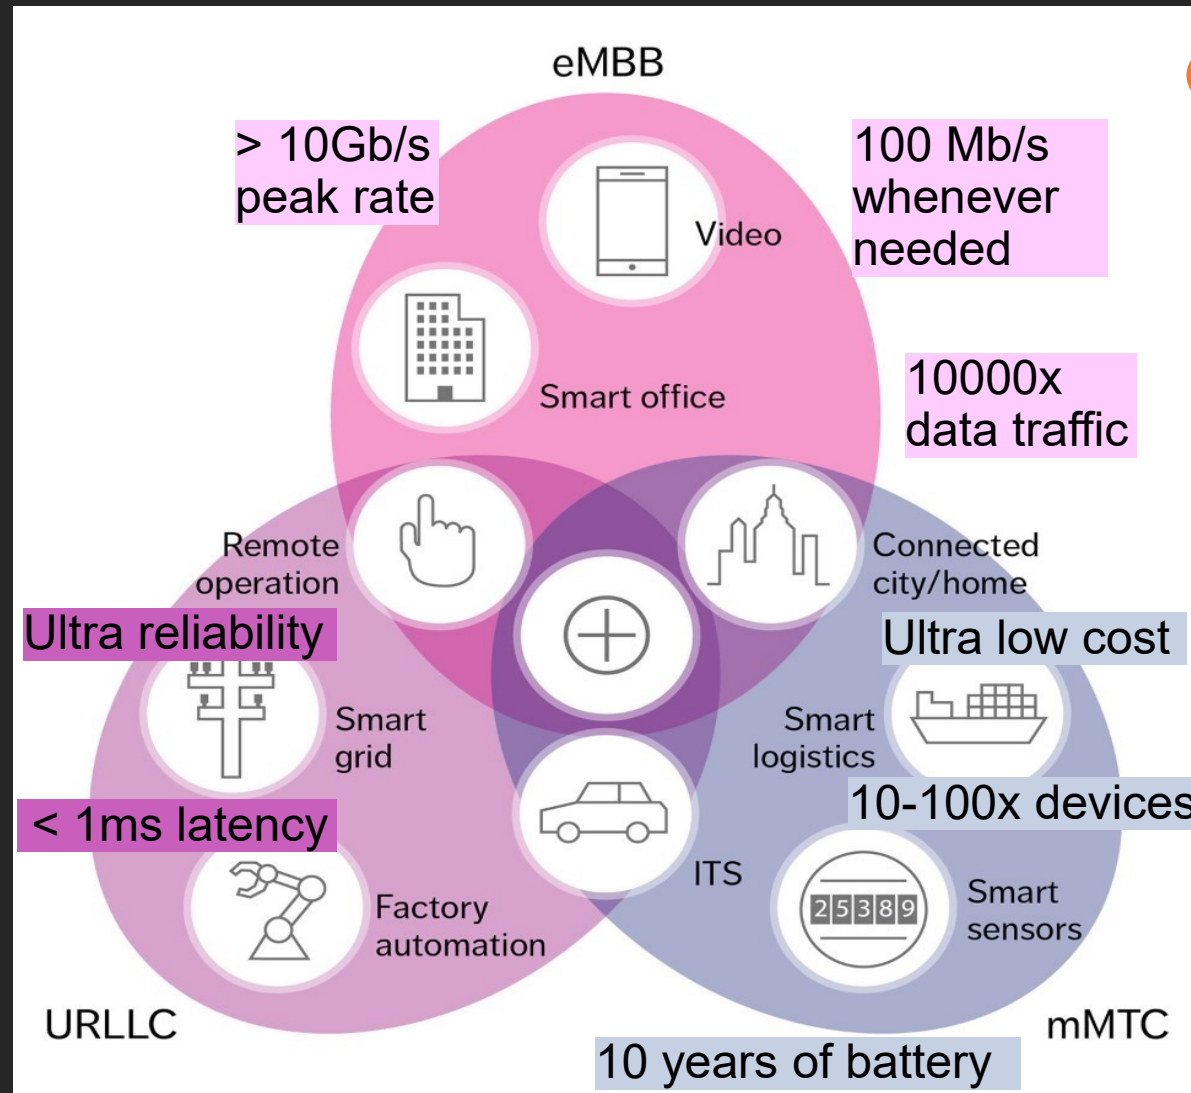 eMBB
> 10Gb/s
peak rate
100 Mb/s
whenever
needed
Video
Smart office
10000x
data traffic
Remote
operation
Connected
city/home
Ultra reliability
Ultra low cost
Smart
grid
Smart
logistics
< 1ms latency
10-100x devices
ITS
Factory
automation
25389
Smart
sensors
URLLC
mMTC
10 years of battery